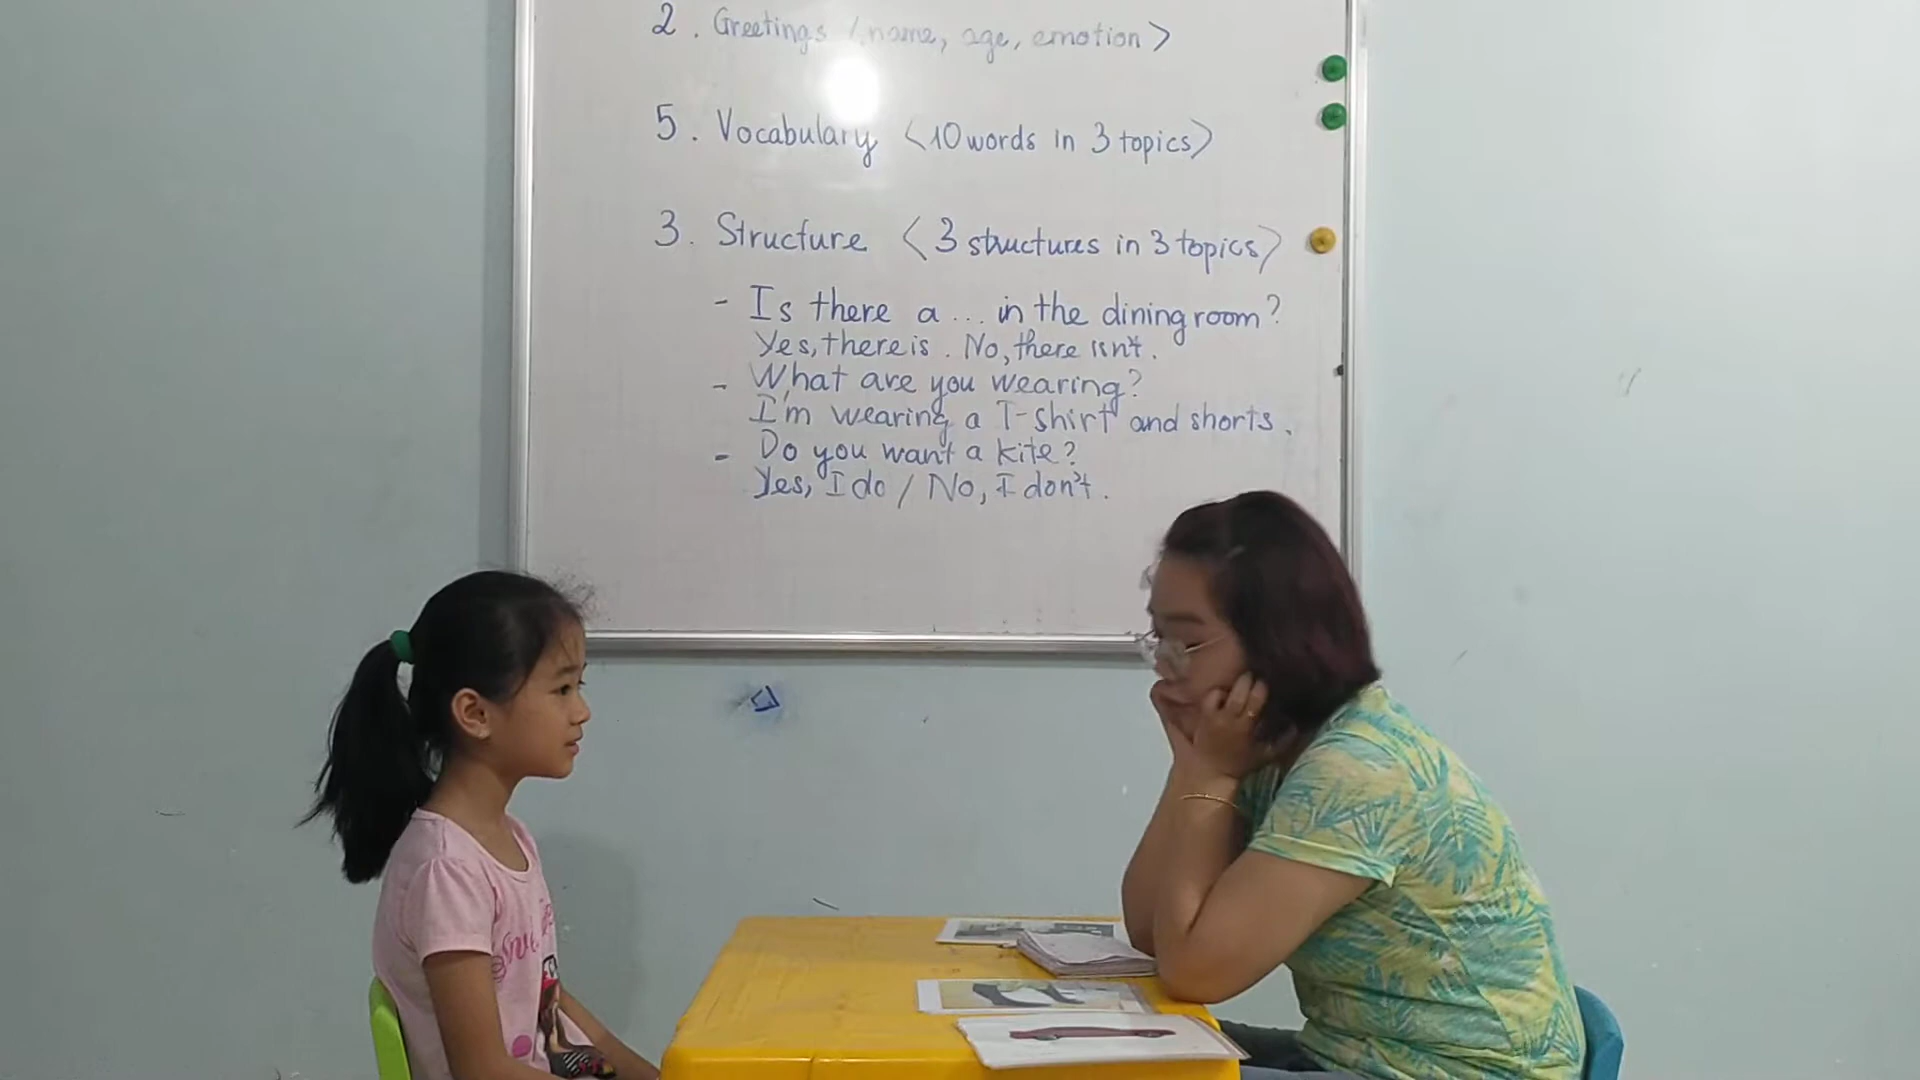 2. Greetings <name, age, emotion>
5. Vocabulary <10 words in 3 topics>
3. Structure <3 structures in 3 topics>
- Is there a ... in the dining room?
Yes, there is. No, there isn't.
- What are you wearing?
I'm wearing a T-shirt and shorts.
- Do you want a kite?
Yes, I do / No, I don't.